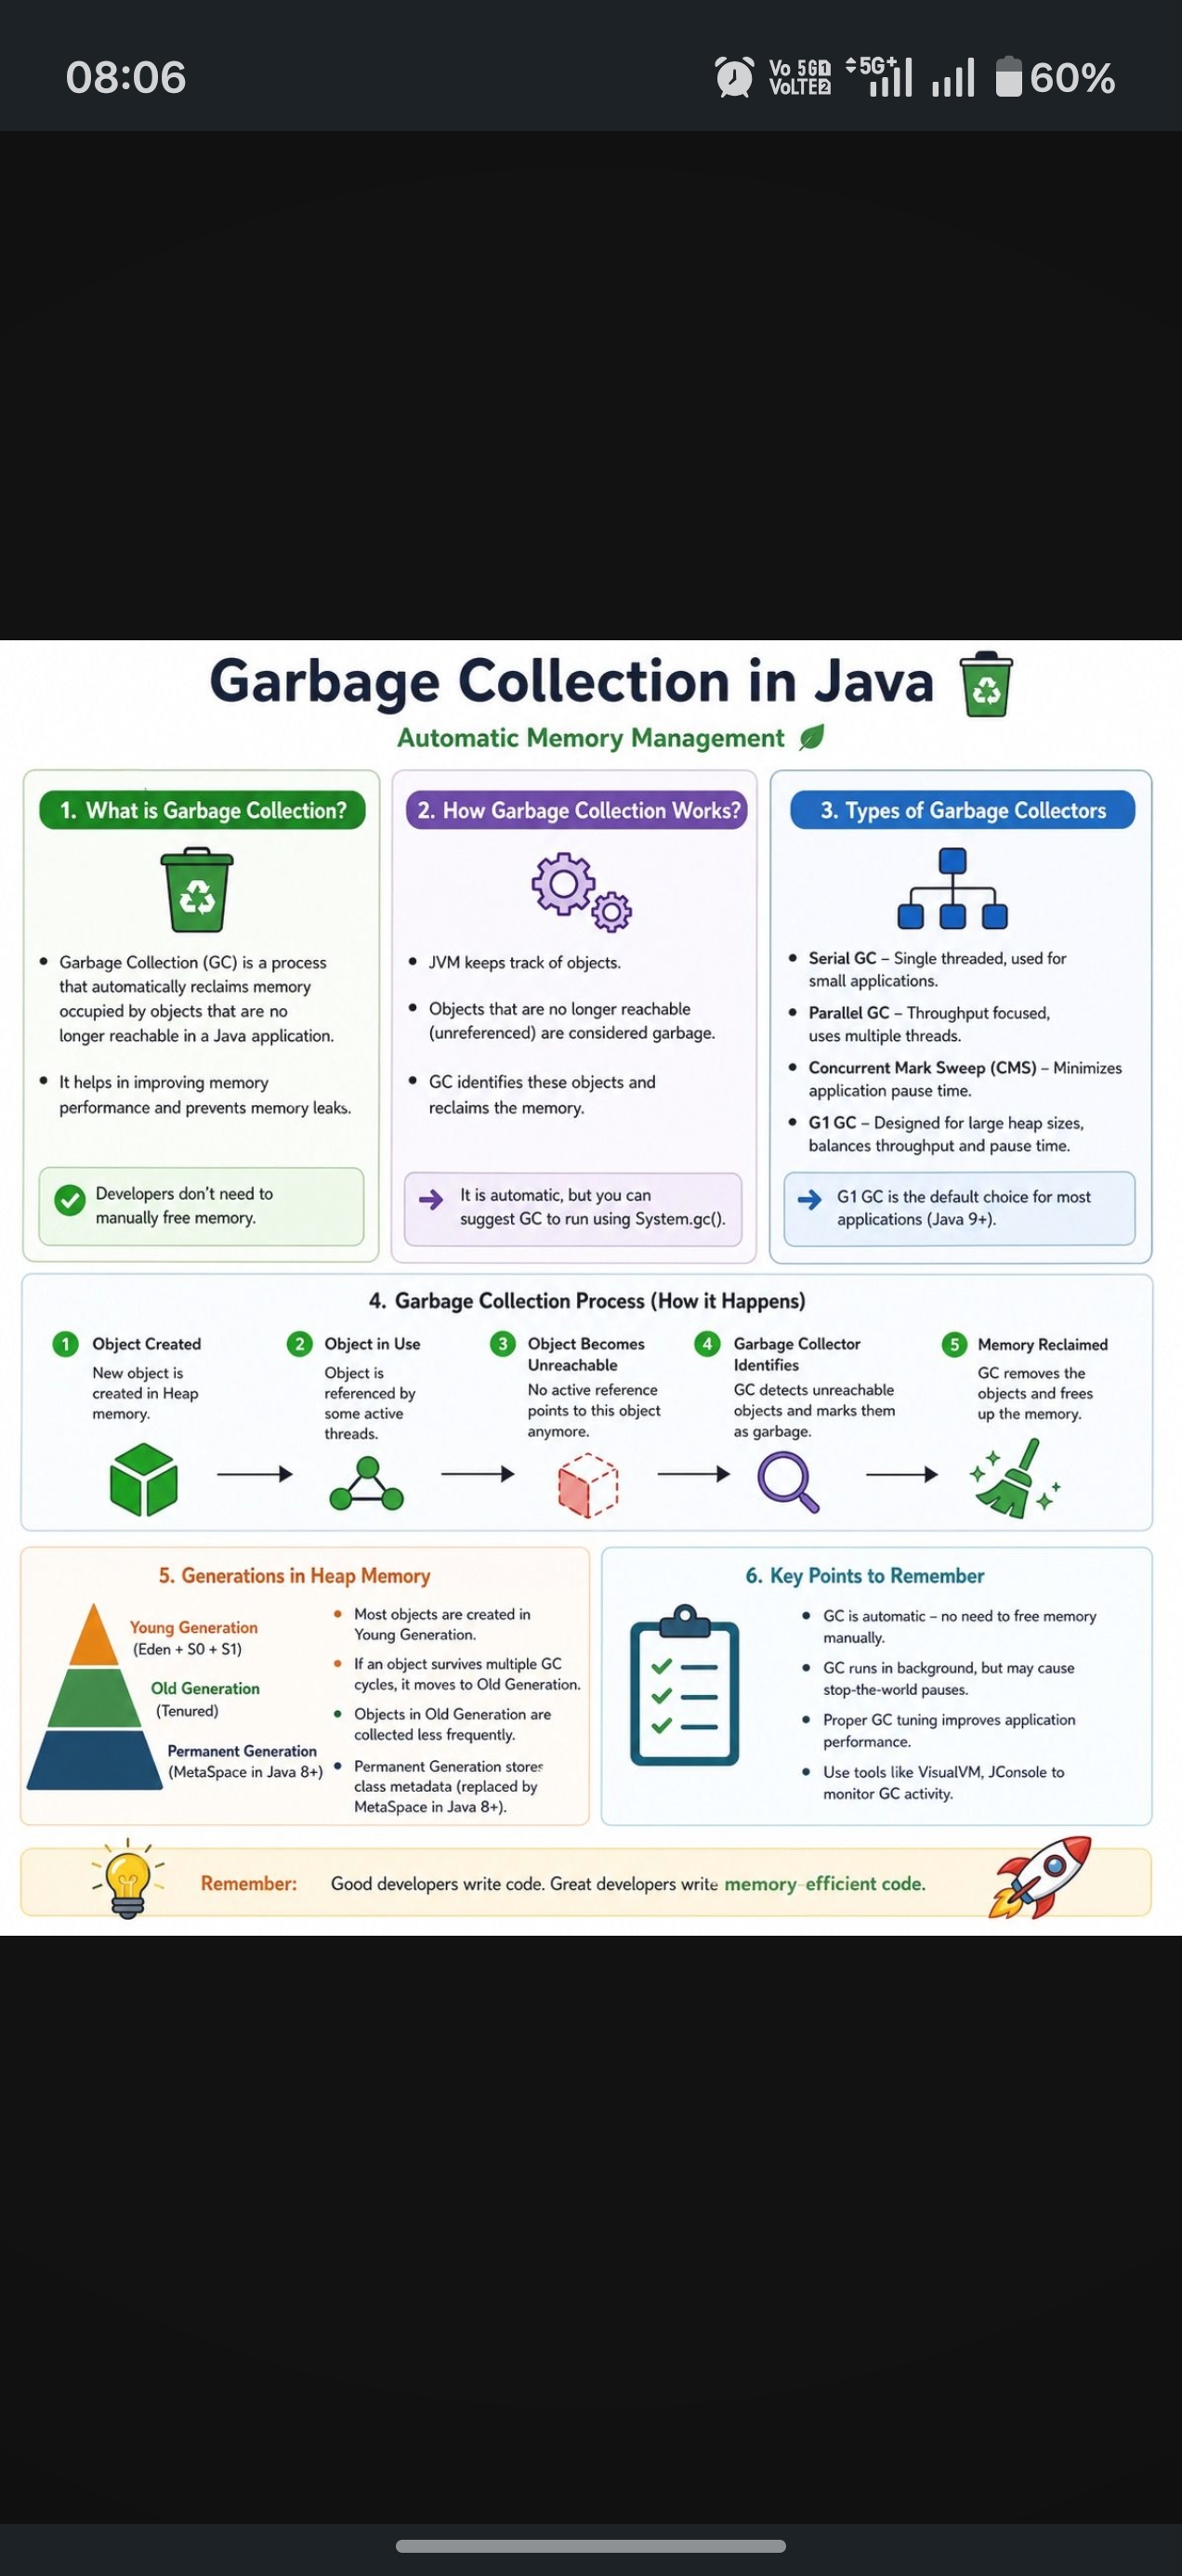 08:06
Vo 5G1
VoLTE2
5G+
60%
Garbage Collection in Java
Automatic Memory Management
1. What is Garbage Collection?
• Garbage Collection (GC) is a process
that automatically reclaims memory
occupied by objects that are no
longer reachable in a Java application.
• It helps in improving memory
performance and prevents memory leaks.
Developers don't need to
manually free memory.
2. How Garbage Collection Works?
• JVM keeps track of objects.
• Objects that are no longer reachable
(unreferenced) are considered garbage.
• GC identifies these objects and
reclaims the memory.
It is automatic, but you can
suggest GC to run using System.gc().
3. Types of Garbage Collectors
• Serial GC – Single threaded, used for
small applications.
• Parallel GC – Throughput focused,
uses multiple threads.
• Concurrent Mark Sweep (CMS) – Minimizes
application pause time.
• G1 GC – Designed for large heap sizes,
balances throughput and pause time.
G1 GC is the default choice for most
applications (Java 9+).
4. Garbage Collection Process (How it Happens)
1 Object Created
New object is
created in Heap
memory.
2 Object in Use
Object is
referenced by
some active
threads.
3 Object Becomes
Unreachable
No active reference
points to this object
anymore.
4 Garbage Collector
Identifies
GC detects unreachable
objects and marks them
as garbage.
5 Memory Reclaimed
GC removes the
objects and frees
up the memory.
5. Generations in Heap Memory
Young Generation
(Eden + S0 + S1)
Old Generation
(Tenured)
Permanent Generation
(MetaSpace in Java 8+)
• Most objects are created in
Young Generation.
• If an object survives multiple GC
cycles, it moves to Old Generation.
• Objects in Old Generation are
collected less frequently.
• Permanent Generation stores
class metadata (replaced by
MetaSpace in Java 8+).
6. Key Points to Remember
• GC is automatic – no need to free memory
manually.
• GC runs in background, but may cause
stop-the-world pauses.
• Proper GC tuning improves application
performance.
• Use tools like VisualVM, JConsole to
monitor GC activity.
Remember: Good developers write code. Great developers write memory-efficient code.